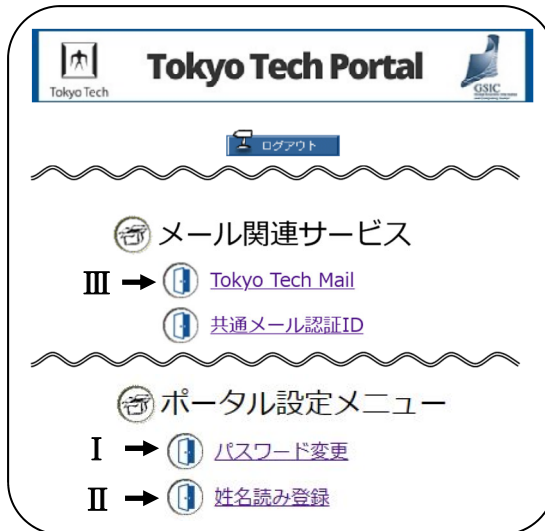 Tokyo Tech
Tokyo Tech Portal
GSIC
ログアウト
メール関連サービス
Ⅲ → Tokyo Tech Mail
共通メール認証ID
ポータル設定メニュー
Ⅰ → パスワード変更
Ⅱ → 姓名読み登録